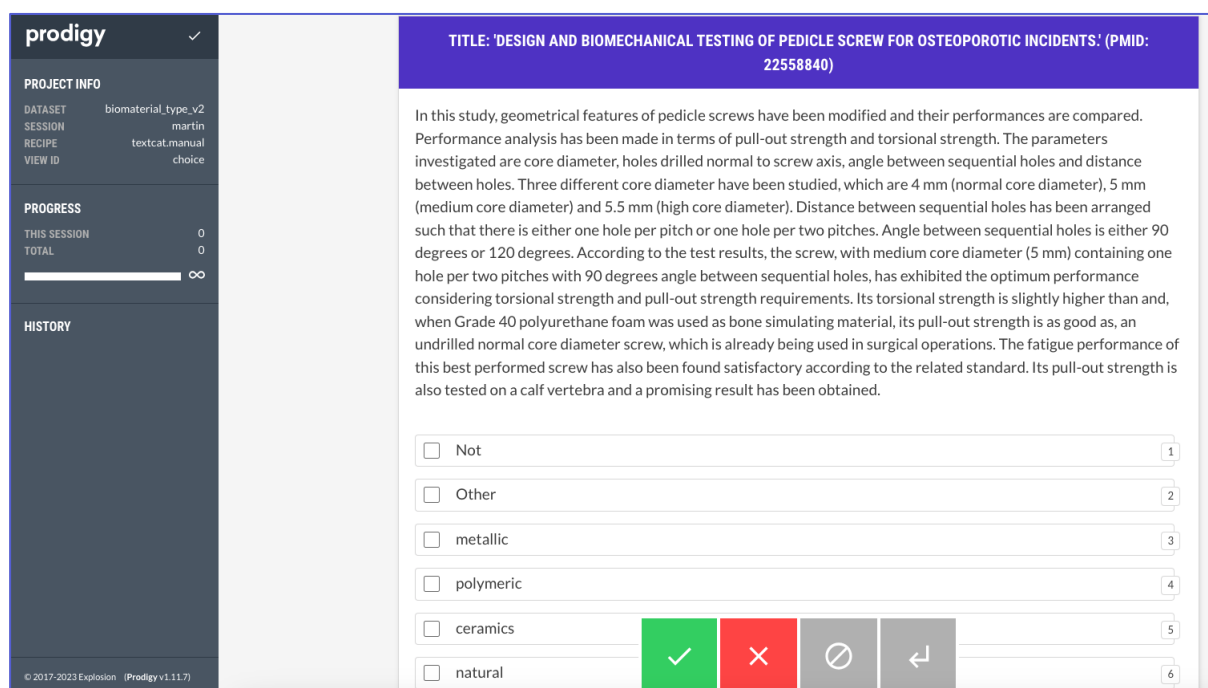 prodigy
PROJECT INFO
DATASET biomaterial_type_v2
SESSION martin
RECIPE textcat.manual
VIEW ID choice
PROGRESS
THIS SESSION 0
TOTAL 0
∞
HISTORY
© 2017-2023 Explosion (Prodigy v1.11.7)
TITLE: 'DESIGN AND BIOMECHANICAL TESTING OF PEDICLE SCREW FOR OSTEOPOROTIC INCIDENTS.' (PMID:
22558840)
In this study, geometrical features of pedicle screws have been modified and their performances are compared.
Performance analysis has been made in terms of pull-out strength and torsional strength. The parameters
investigated are core diameter, holes drilled normal to screw axis, angle between sequential holes and distance
between holes. Three different core diameter have been studied, which are 4 mm (normal core diameter), 5 mm
(medium core diameter) and 5.5 mm (high core diameter). Distance between sequential holes has been arranged
such that there is either one hole per pitch or one hole per two pitches. Angle between sequential holes is either 90
degrees or 120 degrees. According to the test results, the screw, with medium core diameter (5 mm) containing one
hole per two pitches with 90 degrees angle between sequential holes, has exhibited the optimum performance
considering torsional strength and pull-out strength requirements. Its torsional strength is slightly higher than and,
when Grade 40 polyurethane foam was used as bone simulating material, its pull-out strength is as good as, an
undrilled normal core diameter screw, which is already being used in surgical operations. The fatigue performance of
this best performed screw has also been found satisfactory according to the related standard. Its pull-out strength is
also tested on a calf vertebra and a promising result has been obtained.
Not 1
Other 2
metallic 3
polymeric 4
ceramics 5
natural 6